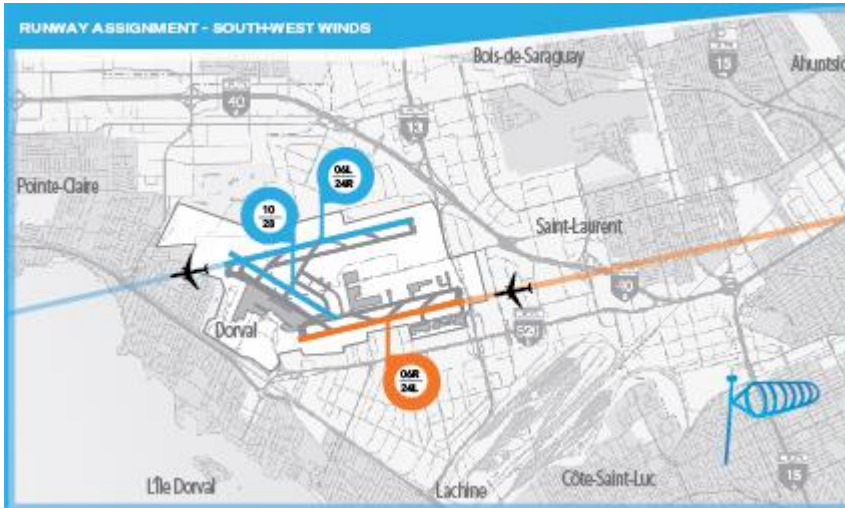 RUNWAY ASSIGNMENT - SOUTH-WEST WINDS
Bois-de-Saraguay
15
Ahuntsic
40
13
Pointe-Claire
06L
24R
10
28
Saint-Laurent
40
Dorval
520
06R
24L
L'Île Dorval
Lachine
Côte-Saint-Luc
15